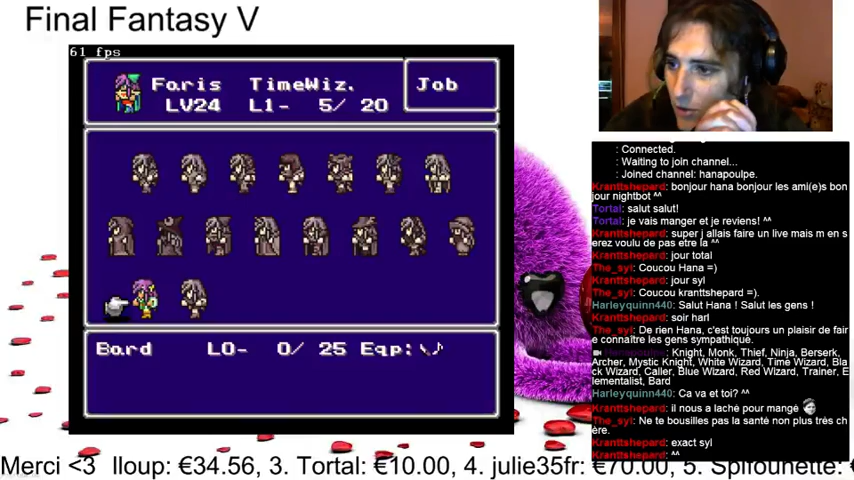 Final Fantasy V
61 fps
Faris TimeWiz.
LV24 L1- 5/ 20
Job
Bard L0- 0/ 25 Eqp:
: Connected.
: Waiting to join channel...
: Joined channel: hanapoulpe.
Kranttshepard: bonjour hana bonjour les ami(e)s bon
jour nightbot ^^
Tortal: salut salut!
Tortal: je vais manger et je reviens! ^^
Kranttshepard: super j allais faire un live mais m en s
erez voulu de pas etre la ^^
Kranttshepard: jour total
The_syl: Coucou Hana =)
Kranttshepard: jour syl
The_syl: Coucou kranttshepard =).
Harleyquinn440: Salut Hana ! Salut les gens !
Kranttshepard: soir harl
The_syl: De rien Hana, c'est toujours un plaisir de fair
e connaître les gens sympathique.
Hanapoulpe: Knight, Monk, Thief, Ninja, Berserk,
Archer, Mystic Knight, White Wizard, Time Wizard, Bla
ck Wizard, Caller, Blue Wizard, Red Wizard, Trainer, E
lementalist, Bard
Harleyquinn440: Ca va et toi? ^^
Kranttshepard: il nous a laché pour mangé
The_syl: Ne te bousilles pas la santé non plus très ch
ère.
Kranttshepard: exact syl
Kranttshepard: ^^
Merci <3 Iloup: €34.56, 3. Tortal: €10.00, 4. julie35fr: €70.00, 5. Spifounette: €